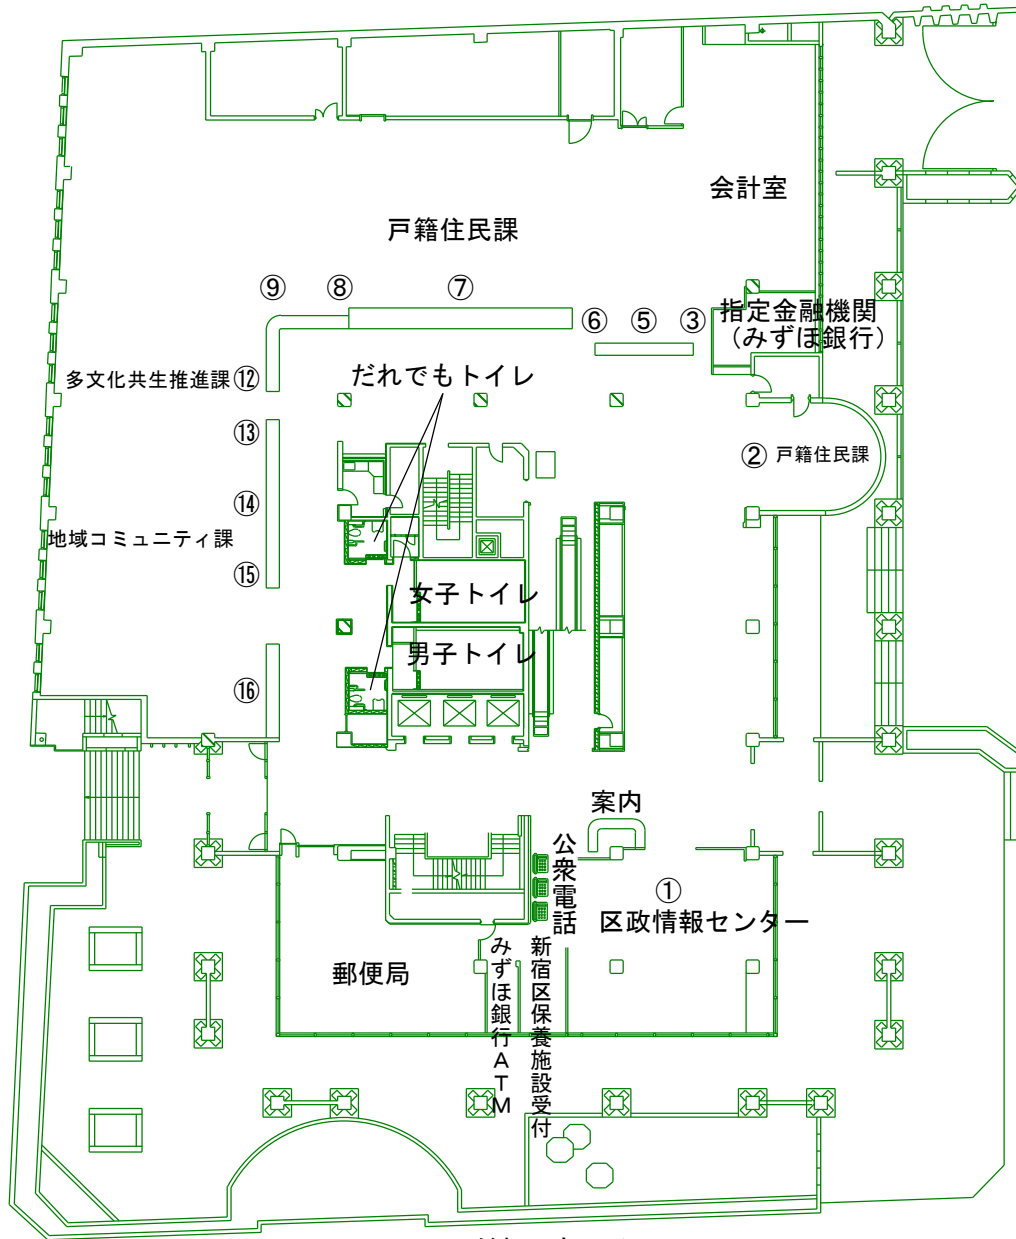 会計室
戸籍住民課
⑨
⑧
⑦
⑥
⑤
③
指定金融機関
（みずほ銀行）
多文化共生推進課
⑫
だれでもトイレ
⑬
②
戸籍住民課
⑭
地域コミュニティ課
⑮
女子トイレ
男子トイレ
⑯
案内
公衆電話
①
区政情報センター
郵便局
みずほ銀行ATM
新宿区保養施設受付